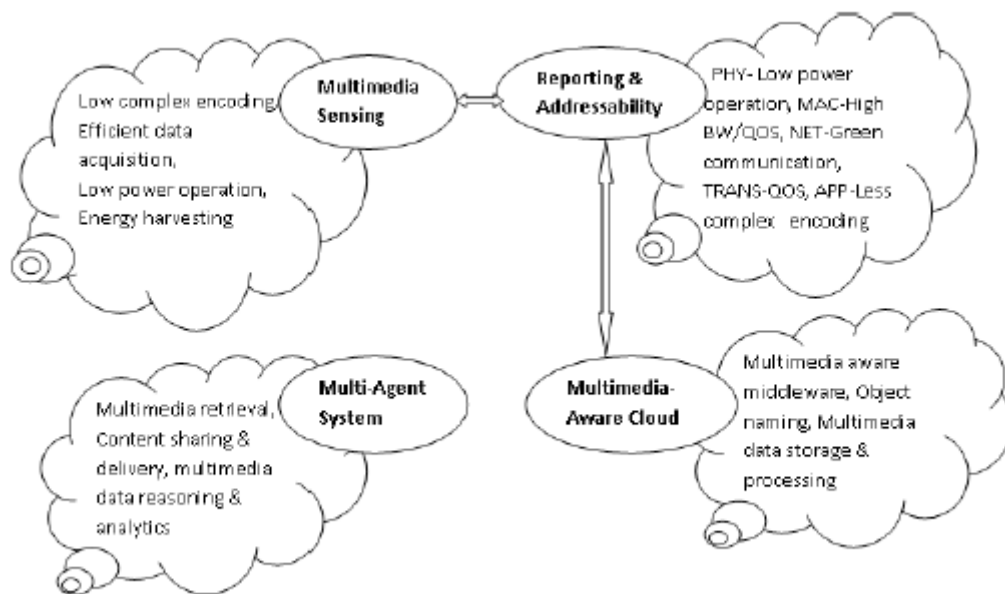 Low complex encoding,
Efficient data
acquisition,
Low power operation,
Energy harvesting
Multimedia
Sensing
Reporting &
Addressability
PHY- Low power
operation, MAC-High
BW/QOS, NET-Green
communication,
TRANS-QOS, APP-Less
complex encoding
Multimedia retrieval,
Content sharing &
delivery, multimedia
data reasoning &
analytics
Multi-Agent
System
Multimedia-
Aware Cloud
Multimedia aware
middleware, Object
naming, Multimedia
data storage &
processing